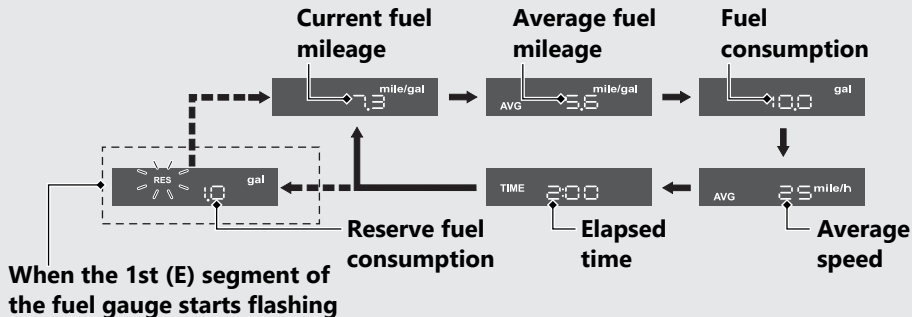 Current fuel
mileage
Average fuel
mileage
Fuel
consumption
mile/gal
7.3
AVG
mile/gal
5.6
gal
10.0
RES
gal
1.0
TIME
2:00
AVG
25
mile/h
Reserve fuel
consumption
Elapsed
time
Average
speed
When the 1st (E) segment of
the fuel gauge starts flashing